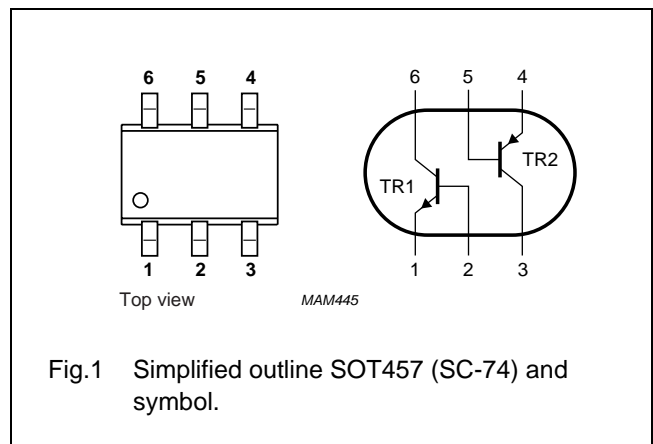 6 5 4
6 5 4
TR1
TR2
1 2 3
1 2 3
Top view
MAM445
Fig.1 Simplified outline SOT457 (SC-74) and
symbol.